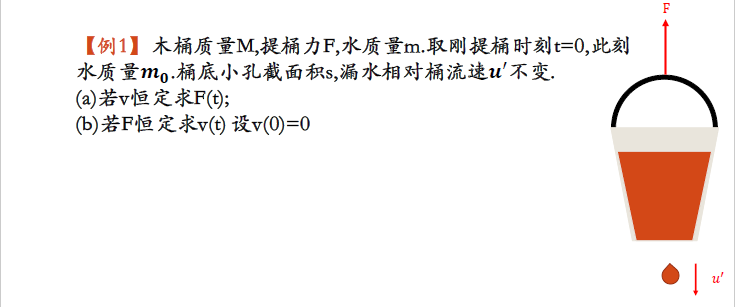 F
【例1】木桶质量M,提桶力F,水质量m.取刚提桶时刻t=0,此刻
水质量m₀.桶底小孔截面积s,漏水相对桶流速u′不变.
(a)若v恒定求F(t);
(b)若F恒定求v(t) 设v(0)=0
u′